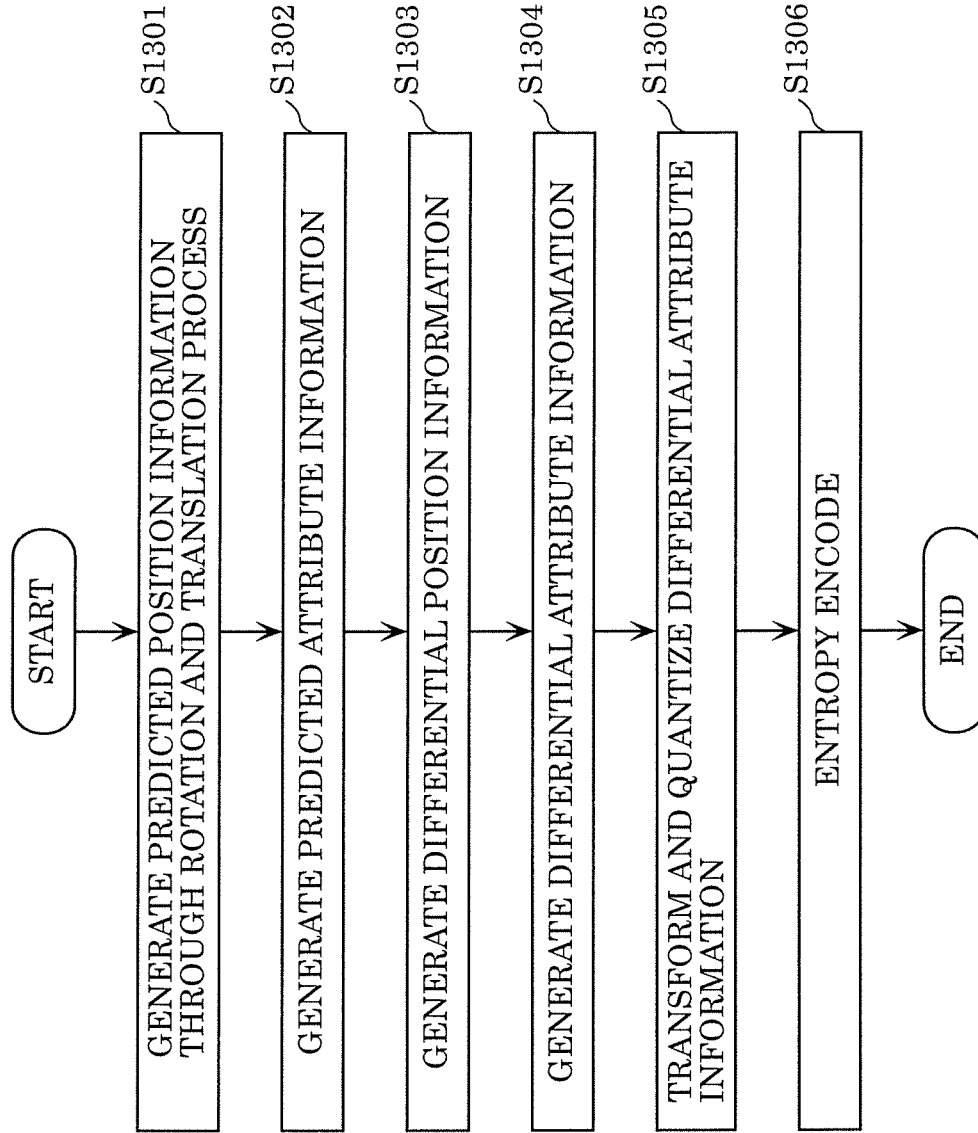 START
GENERATE PREDICTED POSITION INFORMATION
THROUGH ROTATION AND TRANSLATION PROCESS
S1301
GENERATE PREDICTED ATTRIBUTE INFORMATION
S1302
GENERATE DIFFERENTIAL POSITION INFORMATION
S1303
GENERATE DIFFERENTIAL ATTRIBUTE INFORMATION
S1304
TRANSFORM AND QUANTIZE DIFFERENTIAL ATTRIBUTE
INFORMATION
S1305
ENTROPY ENCODE
S1306
END